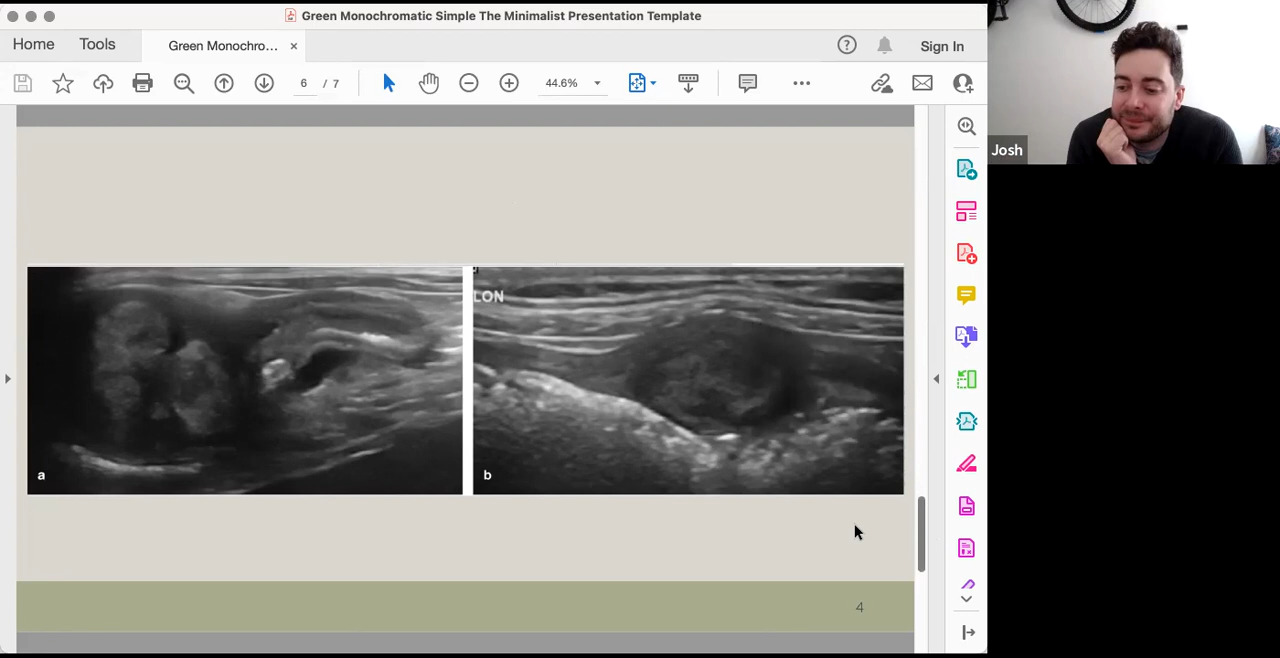 Green Monochromatic Simple The Minimalist Presentation Template
Home
Tools
Green Monochro...
×
?
Sign In
6 / 7
44.6%
Josh
LON
a
b
4